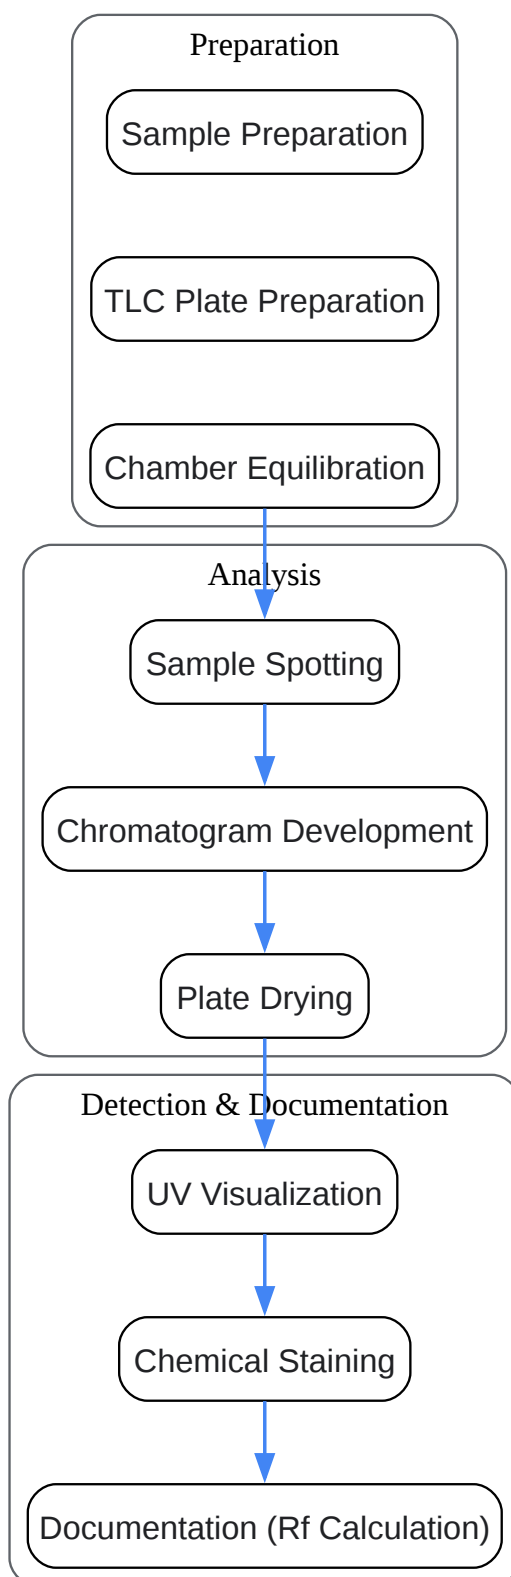 Preparation
Sample Preparation
TLC Plate Preparation
Chamber Equilibration
Analysis
Sample Spotting
Chromatogram Development
Plate Drying
Detection & Documentation
UV Visualization
Chemical Staining
Documentation (Rf Calculation)